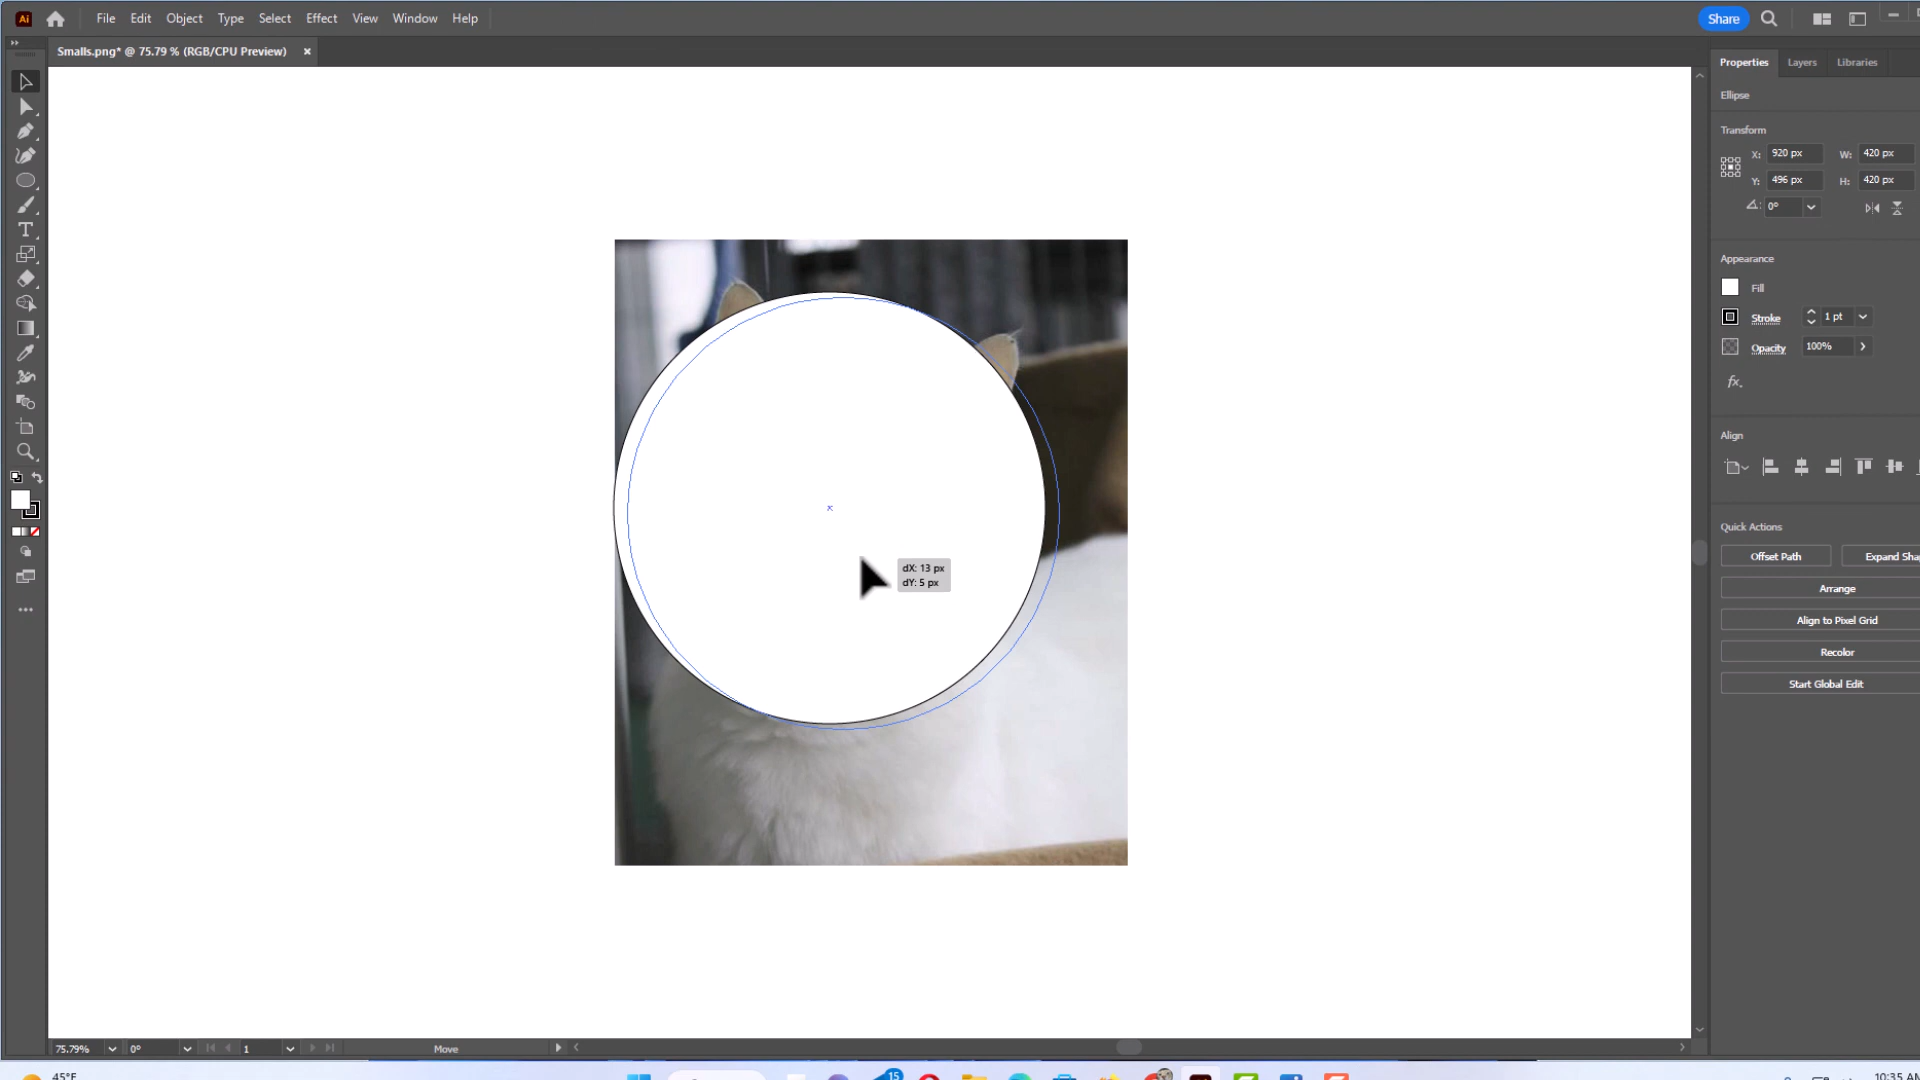 Ai File Edit Object Type Select Effect View Window Help Share
Smalls.png* @ 75.79 % (RGB/CPU Preview) ×
Properties Layers Libraries
Ellipse
Transform
X: 920 px W: 420 px
Y: 496 px H: 420 px
0°
Appearance
Fill
Stroke 1 pt
Opacity 100%
fx.
Align
Quick Actions
Offset Path Expand Sha
Arrange
Align to Pixel Grid
Recolor
Start Global Edit
dX: 13 px
dY: 5 px
75.79% 0° 1 Move
45°F 15 10:35 AM